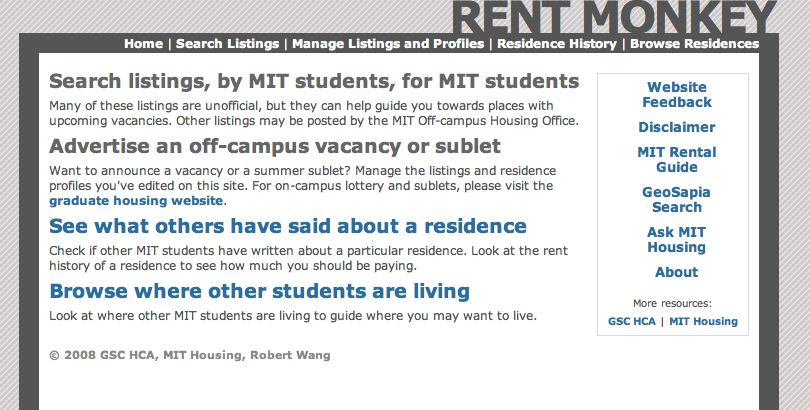 RENT MONKEY
Home | Search Listings | Manage Listings and Profiles | Residence History | Browse Residences
Search listings, by MIT students, for MIT students
Many of these listings are unofficial, but they can help guide you towards places with
upcoming vacancies. Other listings may be posted by the MIT Off-campus Housing Office.
Advertise an off-campus vacancy or sublet
Want to announce a vacancy or a summer sublet? Manage the listings and residence
profiles you've edited on this site. For on-campus lottery and sublets, please visit the
graduate housing website.
See what others have said about a residence
Check if other MIT students have written about a particular residence. Look at the rent
history of a residence to see how much you should be paying.
Browse where other students are living
Look at where other MIT students are living to guide where you may want to live.
© 2008 GSC HCA, MIT Housing, Robert Wang
Website
Feedback
Disclaimer
MIT Rental
Guide
GeoSapia
Search
Ask MIT
Housing
About
More resources:
GSC HCA | MIT Housing